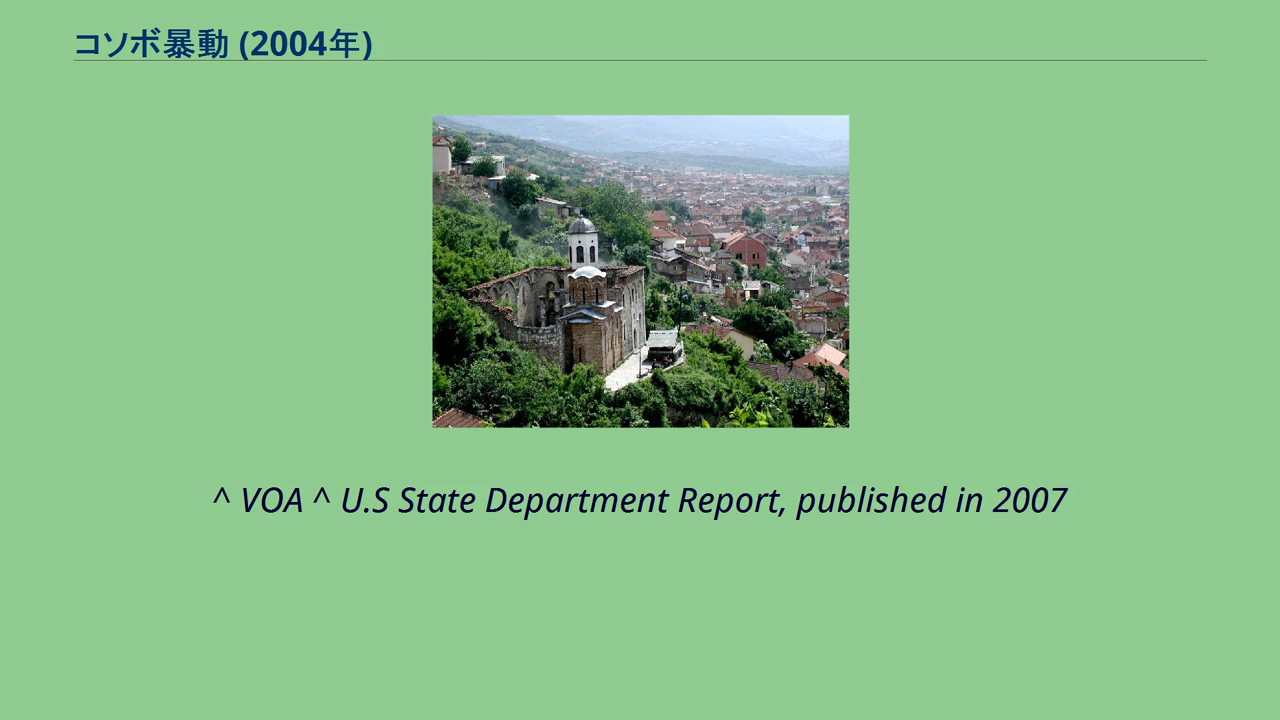 コソボ暴動 (2004年)
^ VOA ^ U.S State Department Report, published in 2007